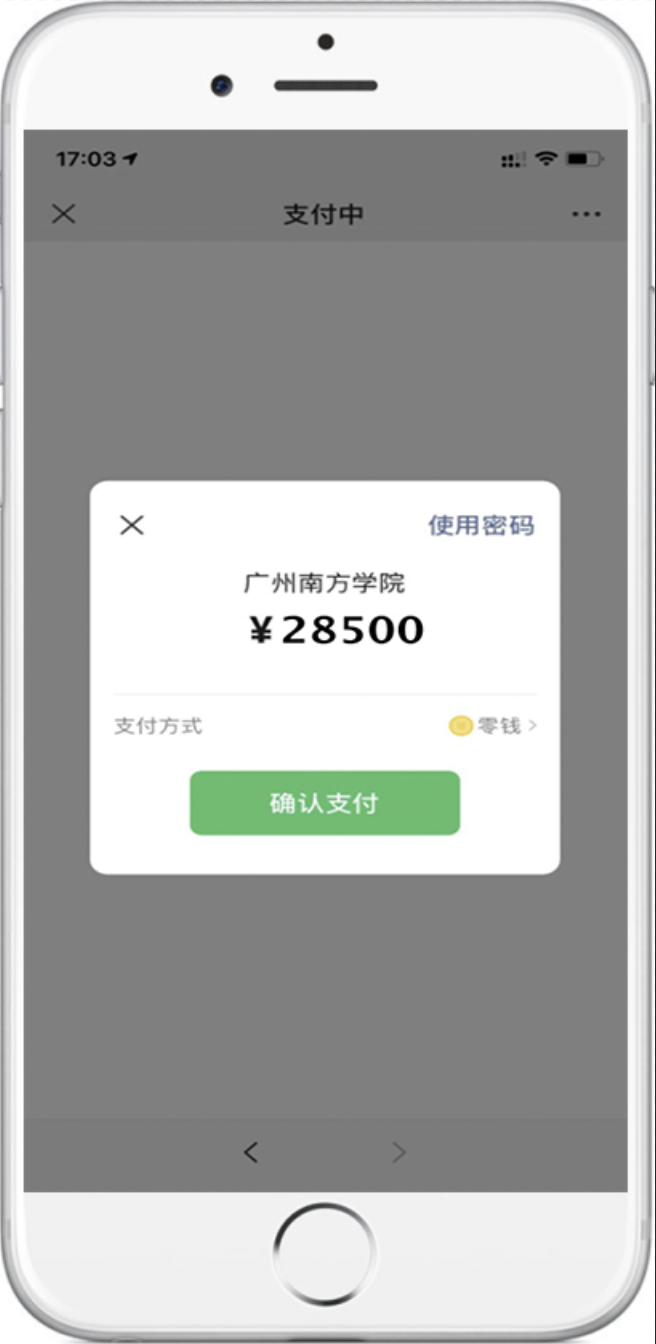 17:03
支付中
使用密码
广州南方学院
¥28500
支付方式 零钱
确认支付